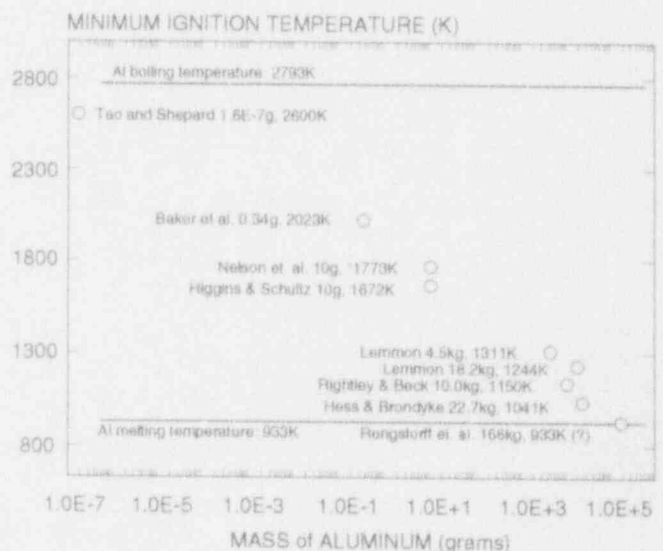 MINIMUM IGNITION TEMPERATURE (K)
2800
Al boiling temperature 2793K
Tao and Shepard 1.6E-7g, 2600K
2300
Baker et al. 0.34g, 2023K
1800
Nelson et. al. 10g, 1773K
Higgins & Schultz 10g, 1672K
1300
Lemmon 4.5kg, 1311K
Lemmon 18.2kg, 1244K
Rightley & Beck 10.0kg, 1150K
Hess & Brondyke 22.7kg, 1041K
Al melting temperature 933K
Rengstorff et. al. 166kg, 933K (?)
800
1.0E-7 1.0E-5 1.0E-3 1.0E-1 1.0E+1 1.0E+3 1.0E+5
MASS of ALUMINUM (grams)